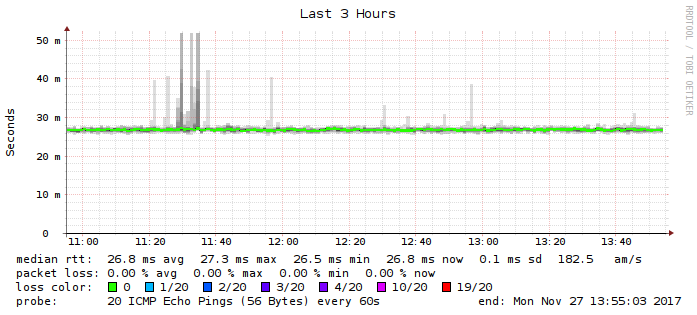 Last 3 Hours
RRDTOOL / TOBI OETIKER
Seconds
50 m
40 m
30 m
20 m
10 m
0
11:00 11:20 11:40 12:00 12:20 12:40 13:00 13:20 13:40
median rtt: 26.8 ms avg 27.3 ms max 26.5 ms min 26.8 ms now 0.1 ms sd 182.5 am/s
packet loss: 0.00 % avg 0.00 % max 0.00 % min 0.00 % now
loss color: 0 1/20 2/20 3/20 4/20 10/20 19/20
probe: 20 ICMP Echo Pings (56 Bytes) every 60s end: Mon Nov 27 13:55:03 2017